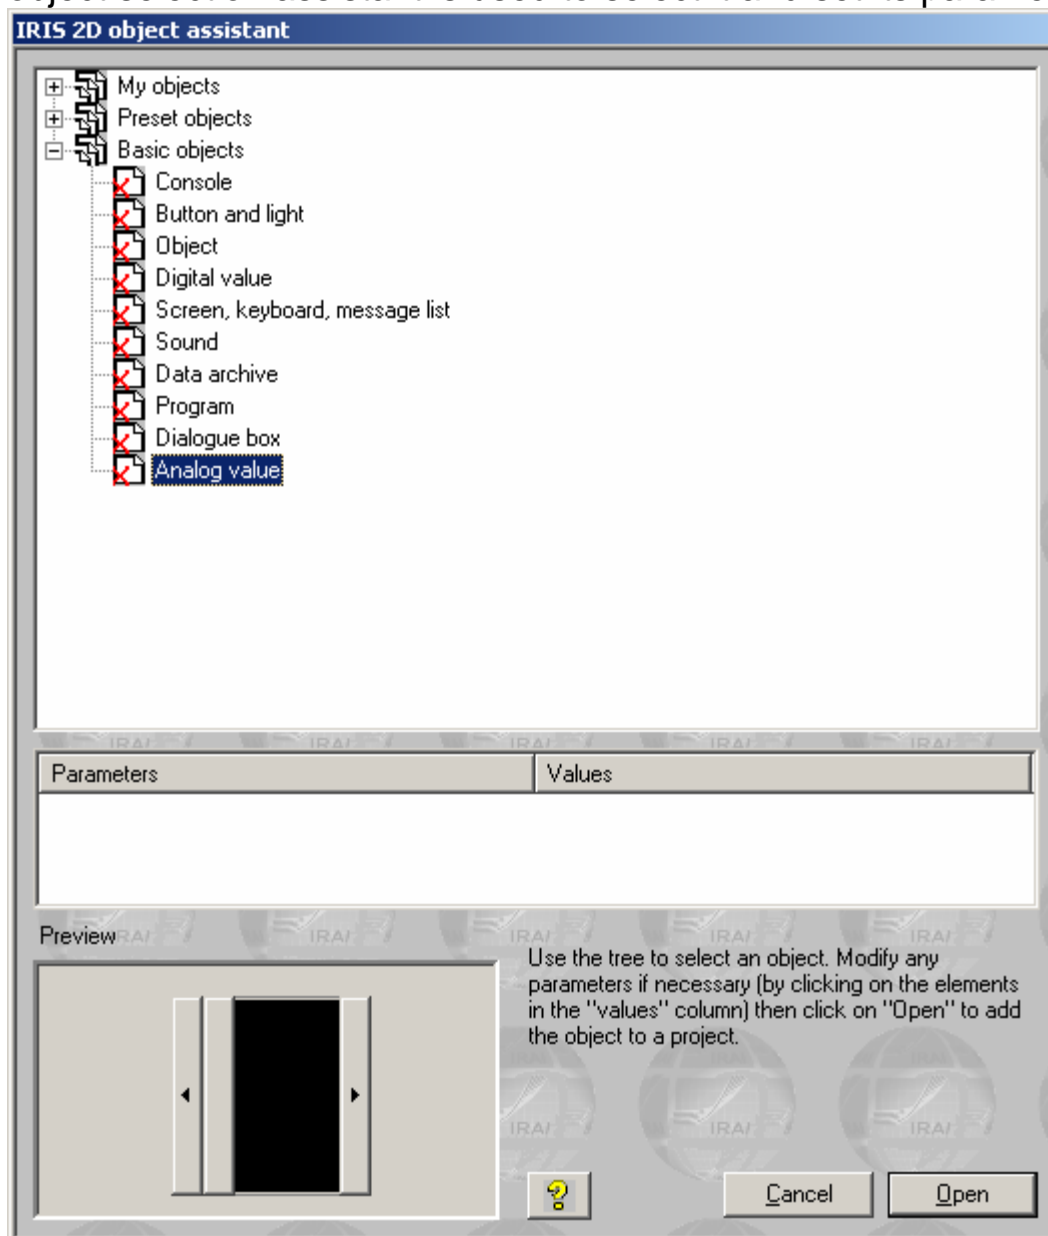 IRIS 2D object assistant
My objects
Preset objects
Basic objects
Console
Button and light
Object
Digital value
Screen, keyboard, message list
Sound
Data archive
Program
Dialogue box
Analog value
Parameters Values
Preview
Use the tree to select an object. Modify any
parameters if necessary (by clicking on the elements
in the "values" column) then click on "Open" to add
the object to a project.
Cancel Open